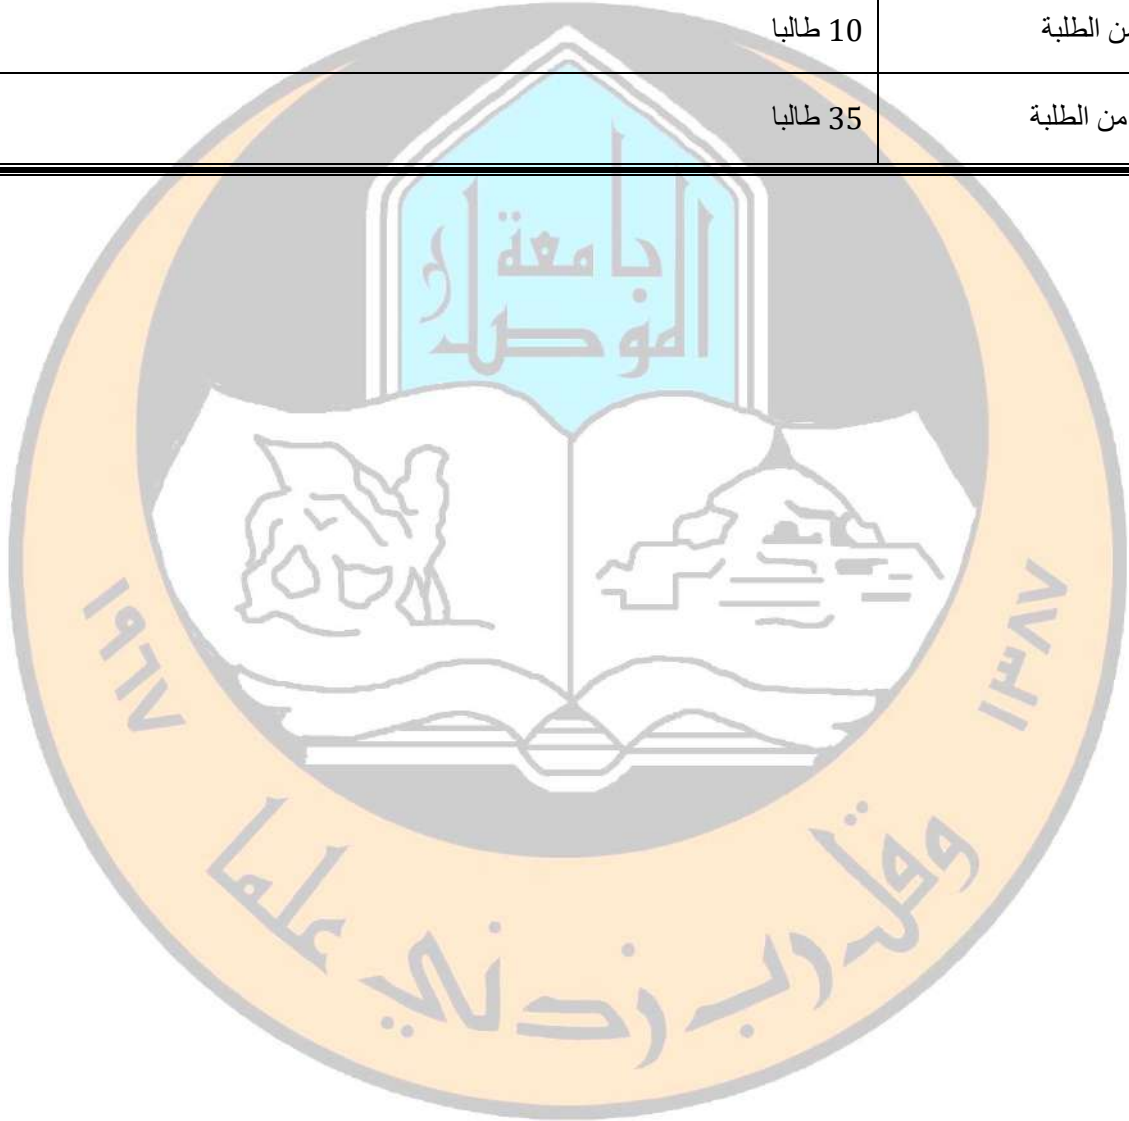 من الطلبة 10 طالبا
من الطلبة 35 طالبا
جامعة
الموصل
١٩٦٧
١٣٨٧
وقل رب زدني علما